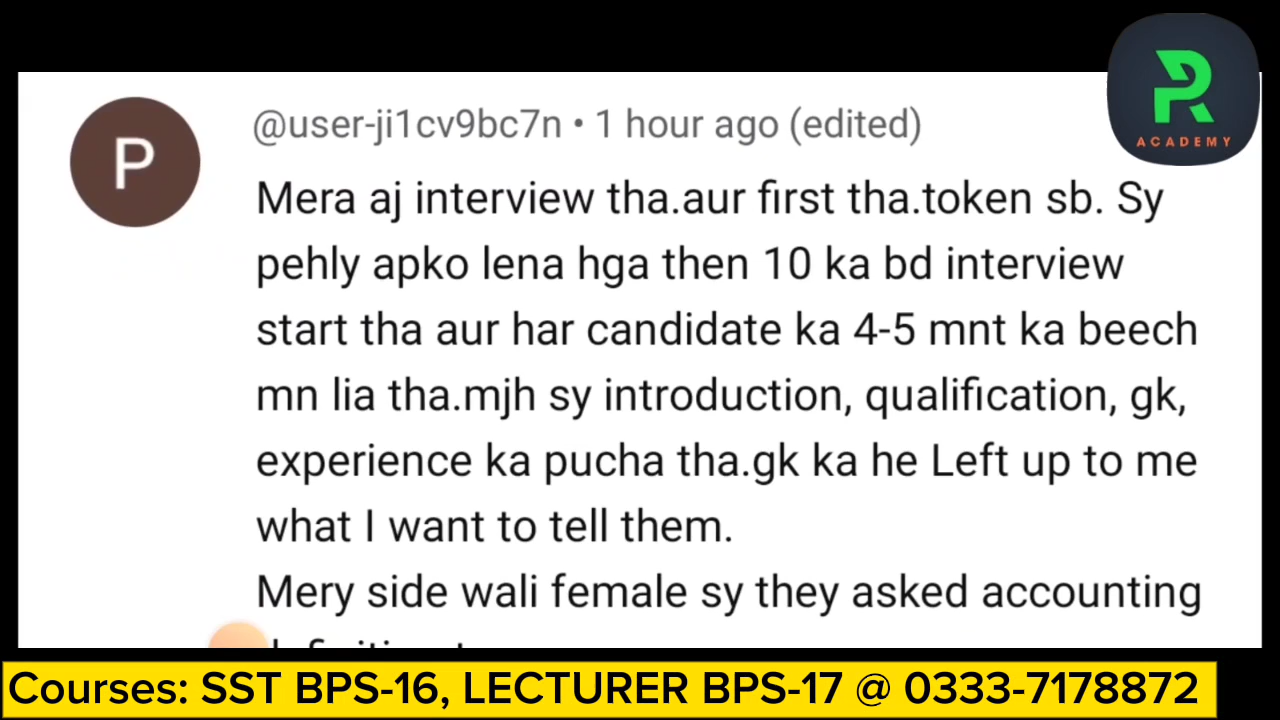 P
@user-ji1cv9bc7n • 1 hour ago (edited)
R
ACADEMY
Mera aj interview tha.aur first tha.token sb. Sy
pehly apko lena hga then 10 ka bd interview
start tha aur har candidate ka 4-5 mnt ka beech
mn lia tha.mjh sy introduction, qualification, gk,
experience ka pucha tha.gk ka he Left up to me
what I want to tell them.
Mery side wali female sy they asked accounting
Courses: SST BPS-16, LECTURER BPS-17 @ 0333-7178872